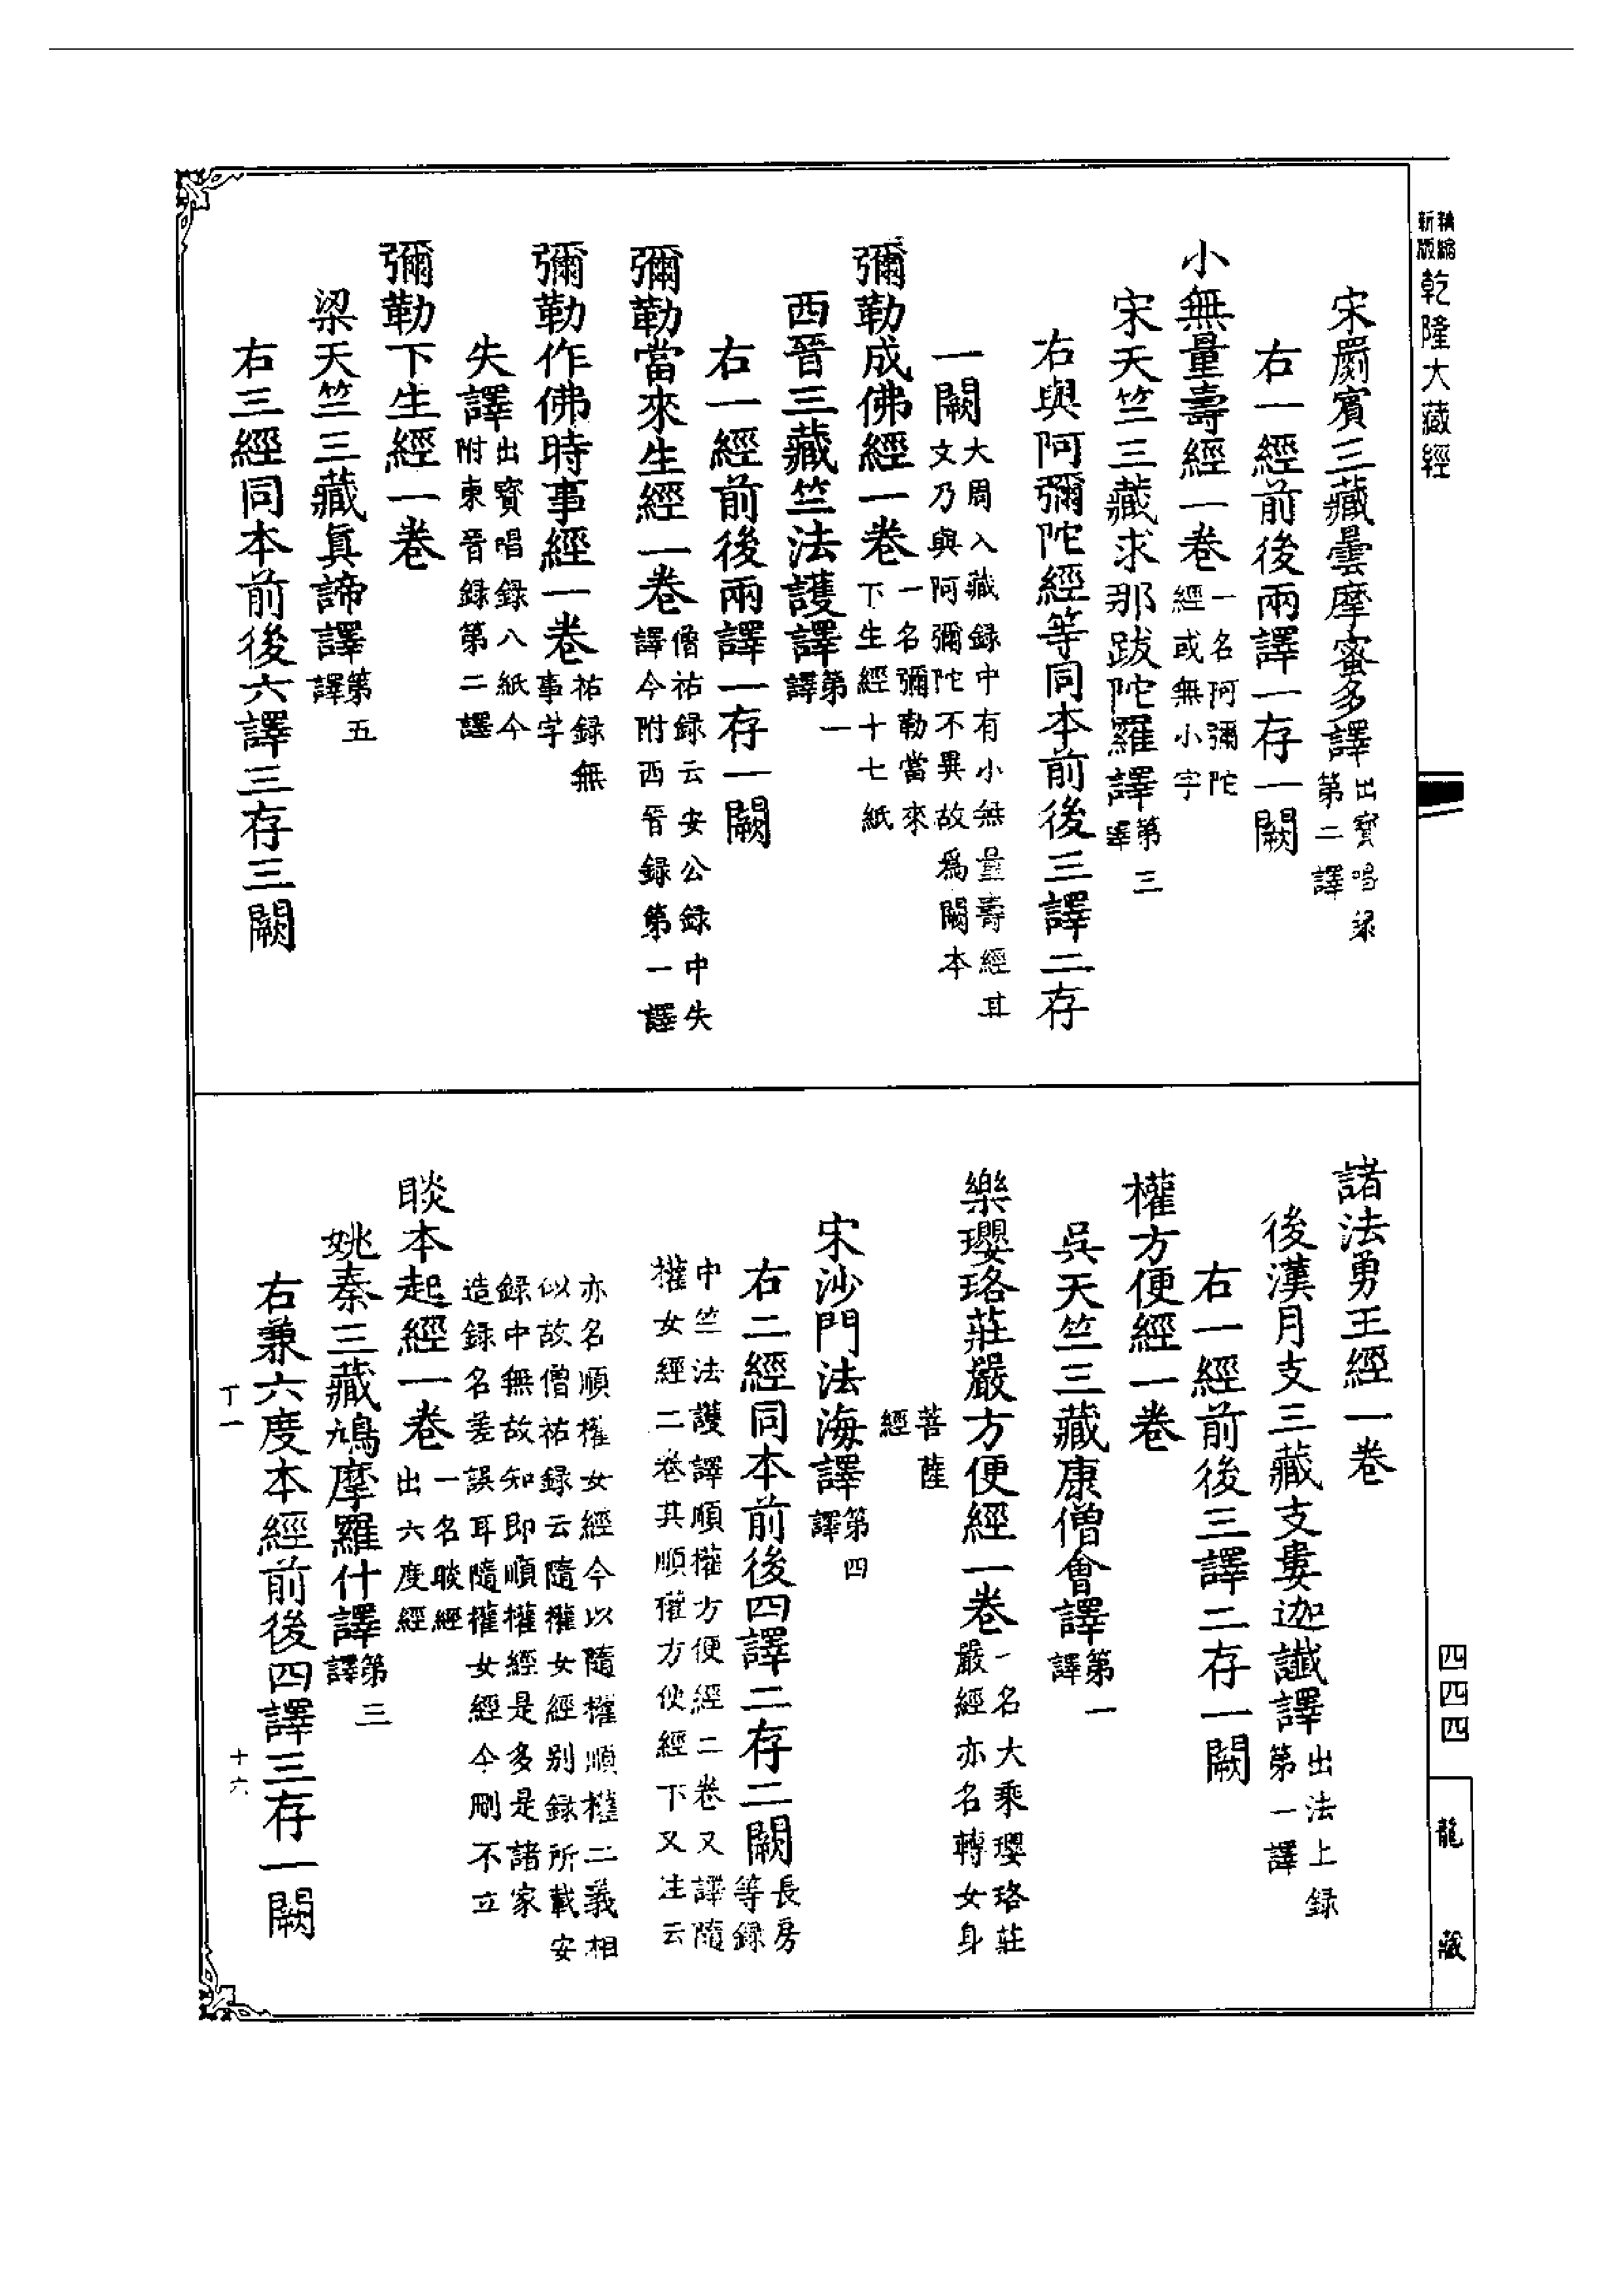 新版精縮
乾隆大藏經
宋罽賓三藏曇摩蜜多譯出寶唱録第二譯
右一經前後兩譯一存一闕
小無量壽經一卷一名阿彌陀經或無小字
宋天竺三藏求那跋陀羅譯第三譯
右與阿彌陀經等同本前後三譯二存
一闕大周入藏録中有小無量壽經其文乃與阿彌陀不異故爲闕本
彌勒成佛經一卷一名彌勒當來下生經十七紙
西晉三藏竺法護譯第一譯
右一經前後兩譯一存一闕
彌勒當來生經一卷僧祐録云安公録中失譯今附西晉録第一譯
彌勒作佛時事經一卷祐録無事字
失譯出寶唱録八紙今附東晉録第二譯
彌勒下生經一卷
梁天竺三藏眞諦譯第五譯
右三經同本前後六譯三存三闕
諸法勇王經一卷
後漢月支三藏支婁迦讖譯出法上録第一譯
右一經前後三譯二存一闕
權方便經一卷
吳天竺三藏康僧會譯第一譯
樂瓔珞莊嚴方便經一卷一名大乘瓔珞莊嚴經亦名轉女身
菩薩經
宋沙門法海譯第四譯
右二經同本前後四譯二存二闕長房等録
中竺法護譯順權方便經二卷又譯隨權女經二卷其順權方便經下又注云
亦名順權女經今以隨權順權二義相似故僧祐録云隨權女經别録所載安
録中無故知即順權經是多是諸家造録名差誤耳隨權女經今刪不立
睒本起經一卷一名睒經出六度經
姚秦三藏鳩摩羅什譯第三譯
右兼六度本經前後四譯三存一闕
丁一
十六
四四四
龍藏